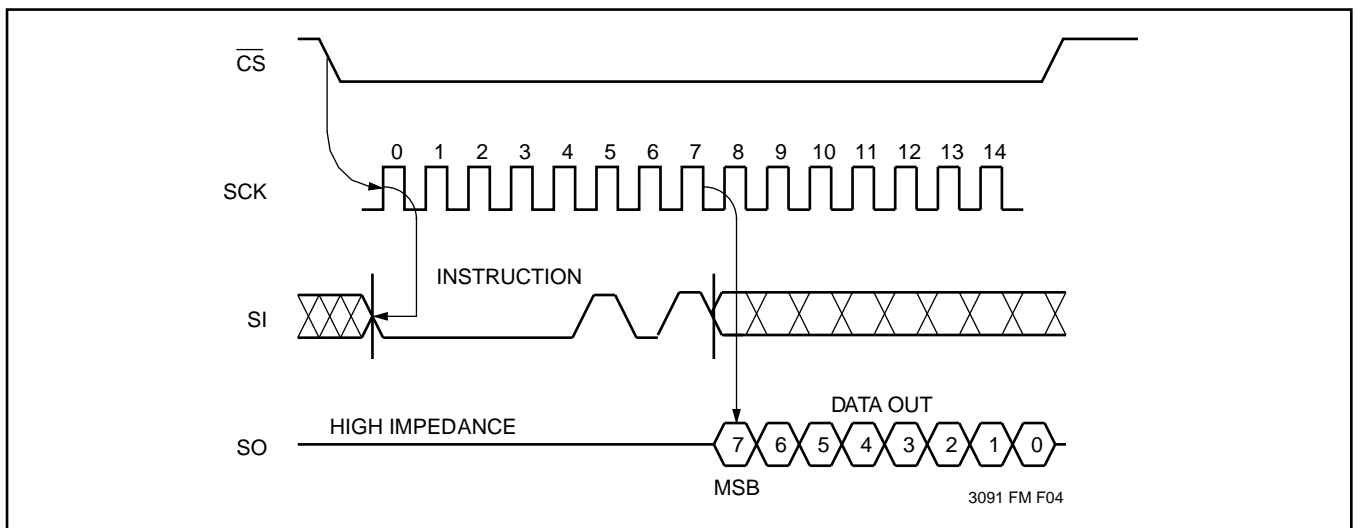 CS
0 1 2 3 4 5 6 7 8 9 10 11 12 13 14
SCK
INSTRUCTION
SI
DATA OUT
HIGH IMPEDANCE
SO
7 6 5 4 3 2 1 0
MSB
3091 FM F04